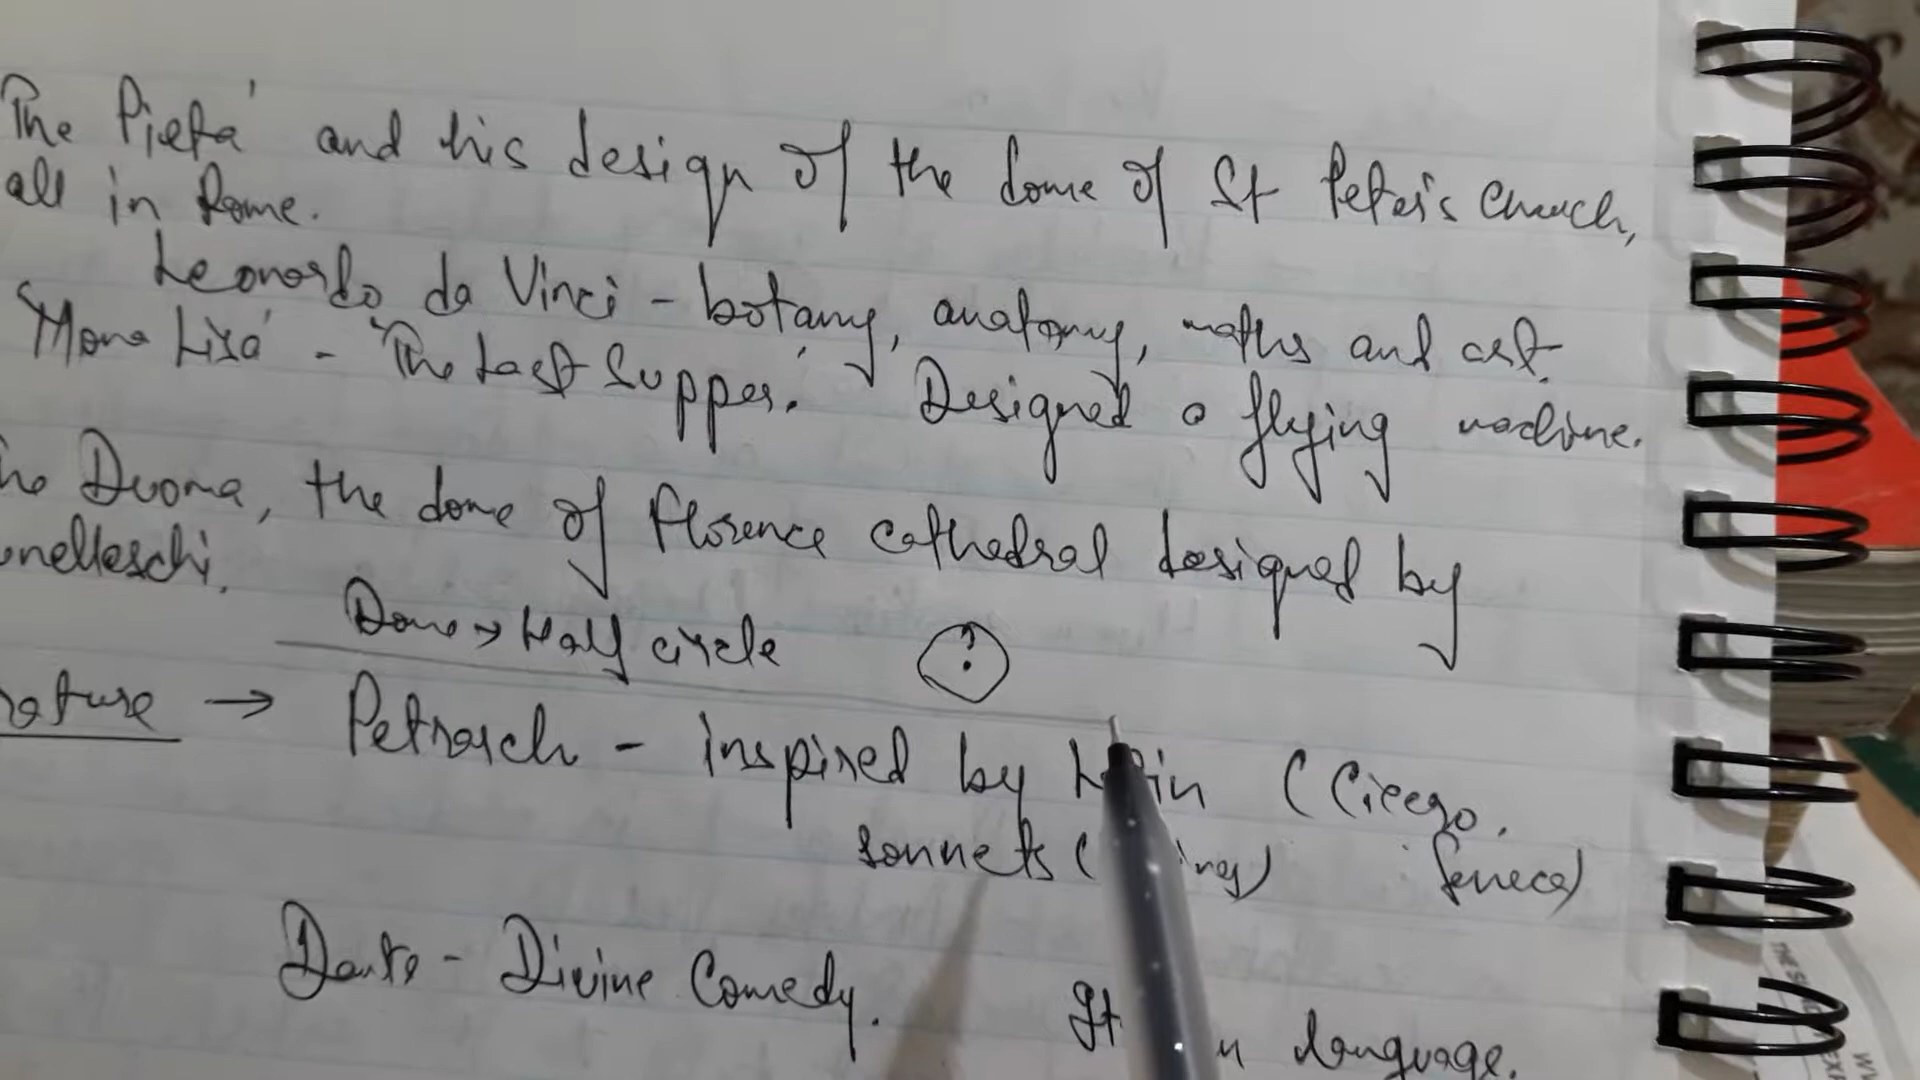 The Pieta' and his design of the dome of St Peter's Church,
all in Rome.
Leonardo da Vinci - botany, anatomy, maths and art.
'Mona Lisa' - 'The Last Supper.' Designed a flying machine.
Duoma, the dome of Florence cathedral designed by
nelleschi.
Dome → Half circle ?
→ Petrarch - inspired by (Cicero.
sonnets ( Seneca)
Dante - Divine Comedy. language.